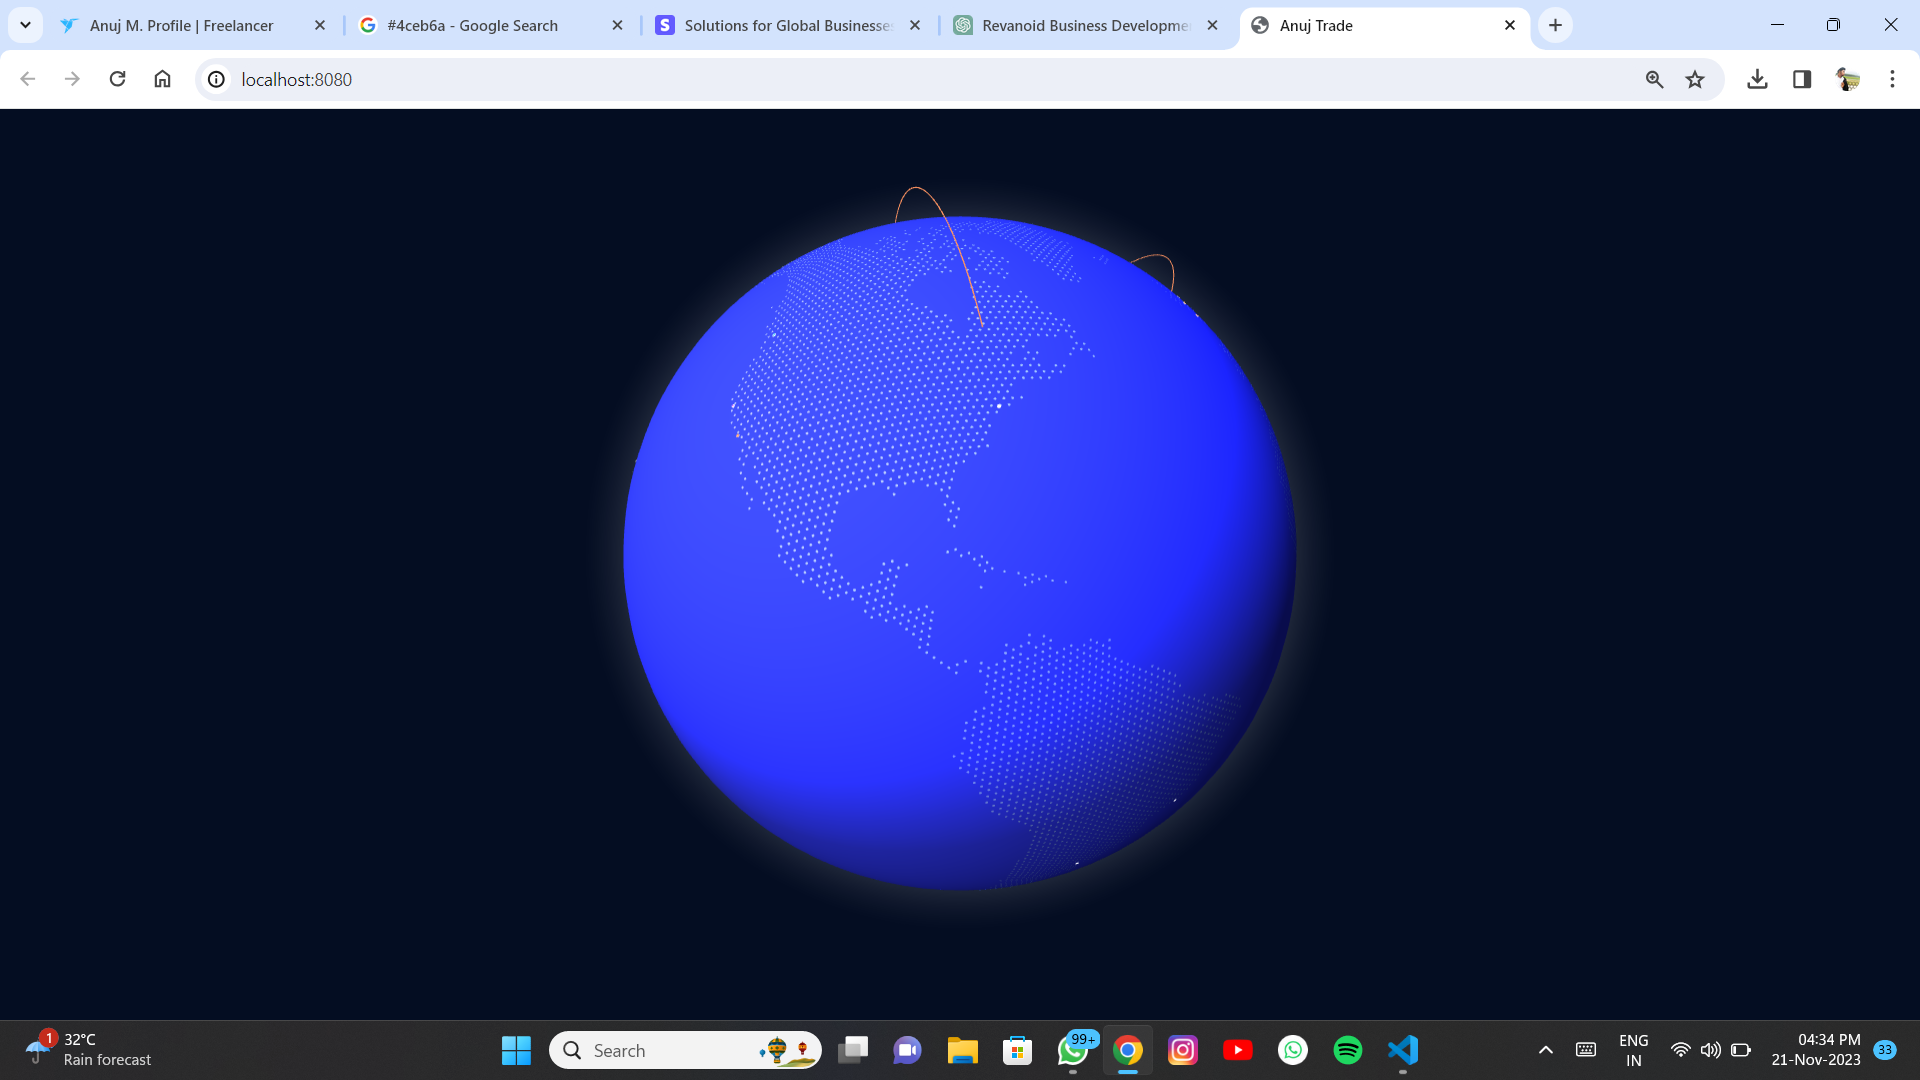 Anuj M. Profile | Freelancer
#4ceb6a - Google Search
Solutions for Global Businesses
Revanoid Business Developme
Anuj Trade
localhost:8080
1
32°C
Rain forecast
Search
99+
ENG
IN
04:34 PM
21-Nov-2023
33